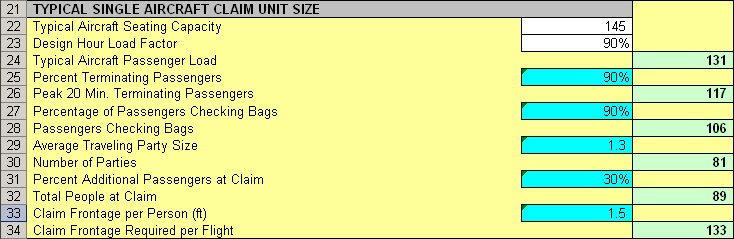 21 TYPICAL SINGLE AIRCRAFT CLAIM UNIT SIZE
22 Typical Aircraft Seating Capacity 145
23 Design Hour Load Factor 90%
24 Typical Aircraft Passenger Load 131
25 Percent Terminating Passengers 90%
26 Peak 20 Min. Terminating Passengers 117
27 Percentage of Passengers Checking Bags 90%
28 Passengers Checking Bags 106
29 Average Traveling Party Size 1.3
30 Number of Parties 81
31 Percent Additional Passengers at Claim 30%
32 Total People at Claim 89
33 Claim Frontage per Person (ft) 1.5
34 Claim Frontage Required per Flight 133